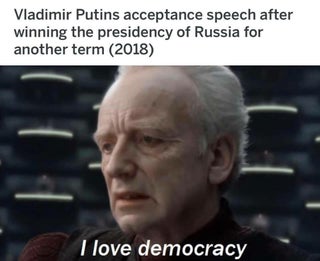 Vladimir Putins acceptance speech after
winning the presidency of Russia for
another term (2018)
I love democracy